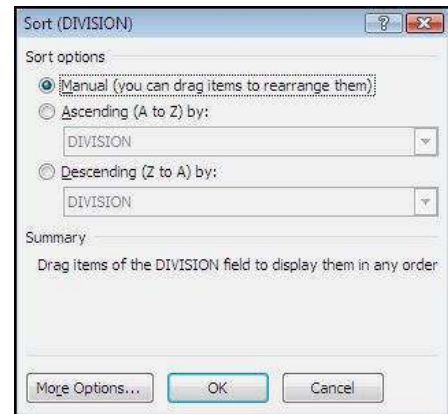 Sort (DIVISION)
Sort options
Manual (you can drag items to rearrange them)
Ascending (A to Z) by:
DIVISION
Descending (Z to A) by:
DIVISION
Summary
Drag items of the DIVISION field to display them in any order
More Options... OK Cancel